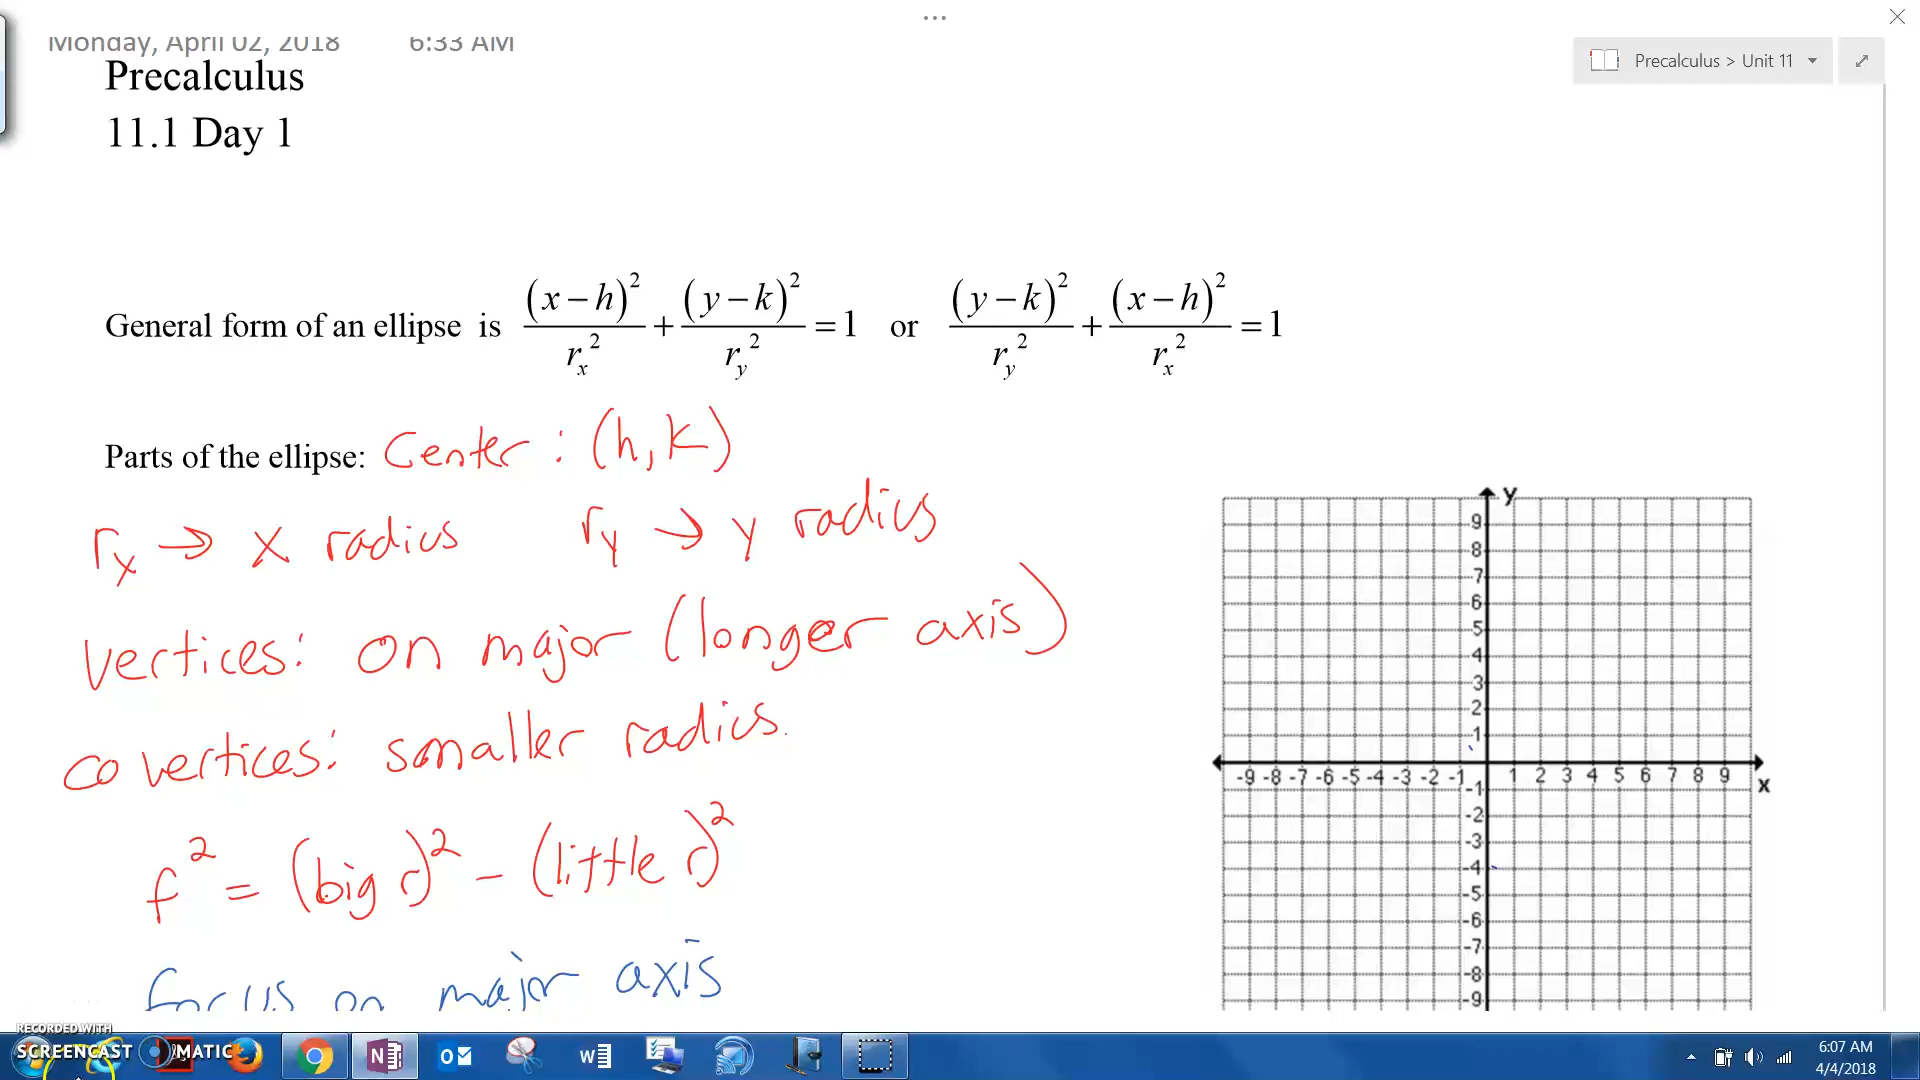 Monday, April 02, 2018 6:33 AM
Precalculus > Unit 11
Precalculus
11.1 Day 1
General form of an ellipse is (x−h)²/rₓ² + (y−k)²/r_y² = 1 or (y−k)²/r_y² + (x−h)²/rₓ² = 1
Parts of the ellipse: Center : (h, k)
rₓ → x radius r_y → y radius
vertices: on major (longer axis)
co vertices: smaller radius.
f² = (big r)² − (little r)²
focus on major axis
y
9
8
7
6
5
4
3
2
1
-9 -8 -7 -6 -5 -4 -3 -2 -1 1 2 3 4 5 6 7 8 9
x
-1
-2
-3
-4
-5
-6
-7
-8
-9
RECORDED WITH
SCREENCAST MATIC
6:07 AM
4/4/2018